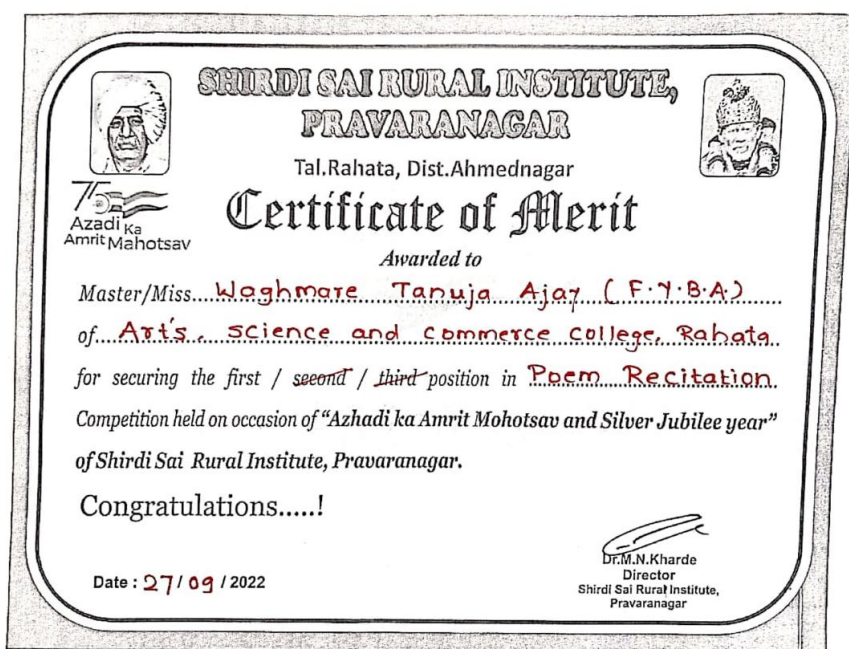 SHIRDI SAI RURAL INSTITUTE,
PRAVARANAGAR
Tal.Rahata, Dist.Ahmednagar
75
Azadi Ka
Amrit Mahotsav
Certificate of Merit
Awarded to
Master/Miss....Waghmare Tanuja Ajay (F.Y.B.A.)
of....Art's, science and commerce college, Rahata.
for securing the first / second / third position in Poem Recitation.
Competition held on occasion of "Azhadi ka Amrit Mohotsav and Silver Jubilee year"
of Shirdi Sai Rural Institute, Pravaranagar.
Congratulations.....!
Date : 27/09/2022
Dr.M.N.Kharde
Director
Shirdi Sai Rural Institute,
Pravaranagar